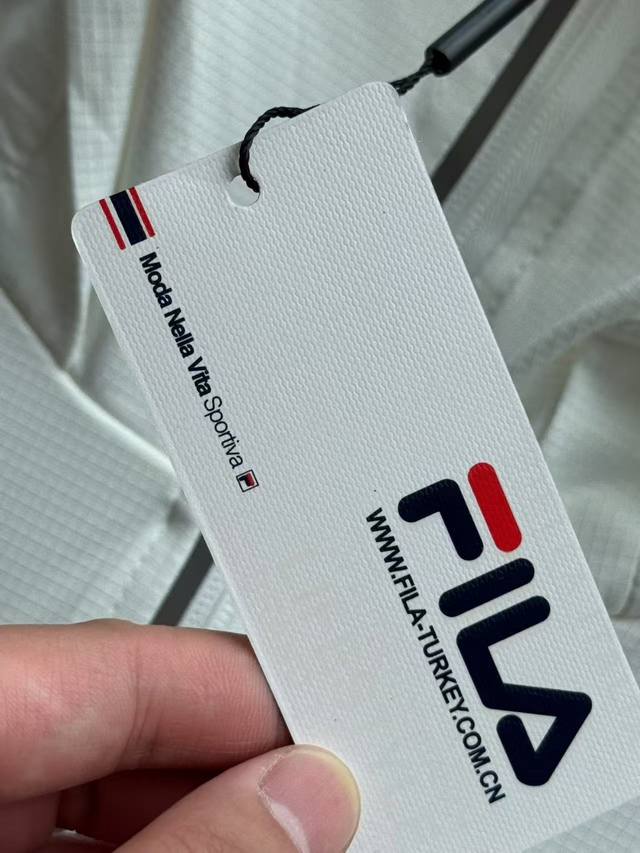 Moda Nella Vita Sportiva
FILA
WWW.FILA-TURKEY.COM.CN